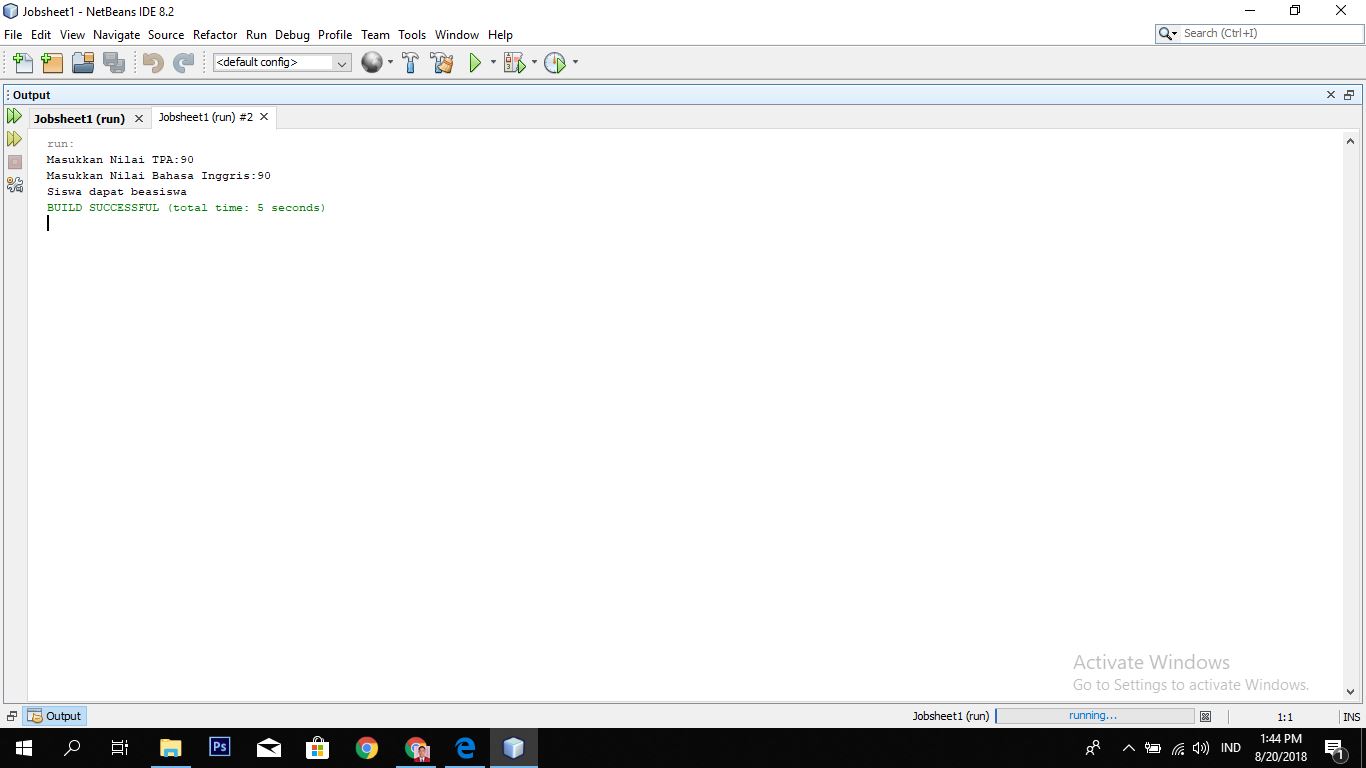 Jobsheet1 - NetBeans IDE 8.2
File Edit View Navigate Source Refactor Run Debug Profile Team Tools Window Help
Search (Ctrl+I)
<default config>
Output
Jobsheet1 (run)
Jobsheet1 (run) #2
run:
Masukkan Nilai TPA:90
Masukkan Nilai Bahasa Inggris:90
Siswa dapat beasiswa
BUILD SUCCESSFUL (total time: 5 seconds)
Activate Windows
Go to Settings to activate Windows.
Output
Jobsheet1 (run)
running...
1:1
INS
Ps
IND
1:44 PM
8/20/2018
1